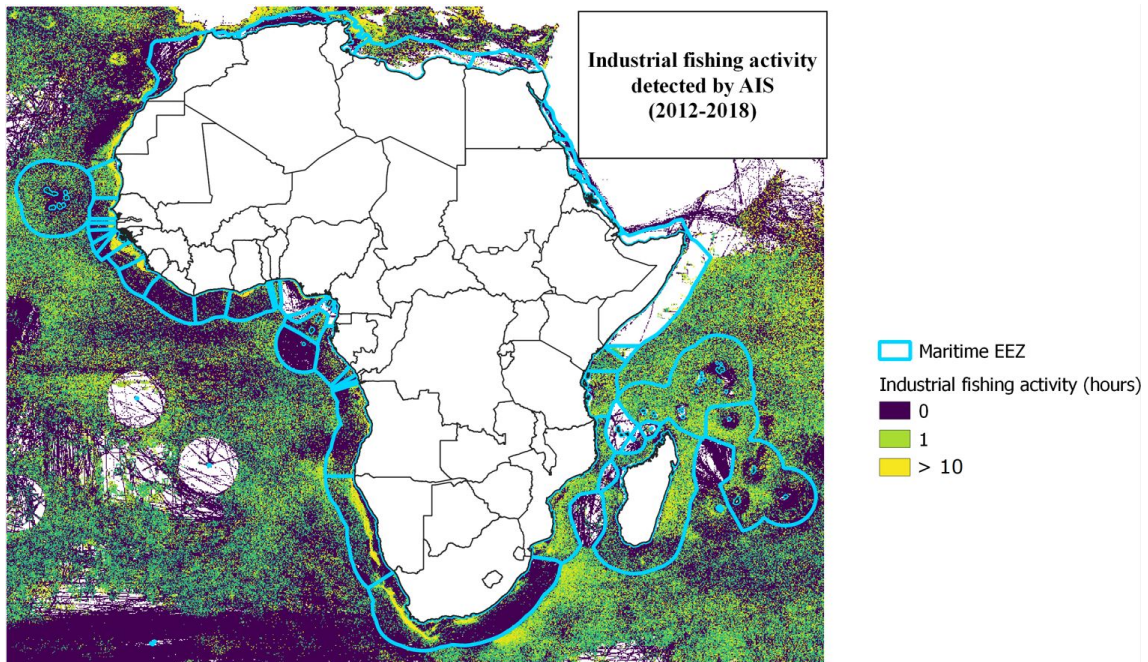 Industrial fishing activity
detected by AIS
(2012-2018)
Maritime EEZ
Industrial fishing activity (hours)
0
1
> 10